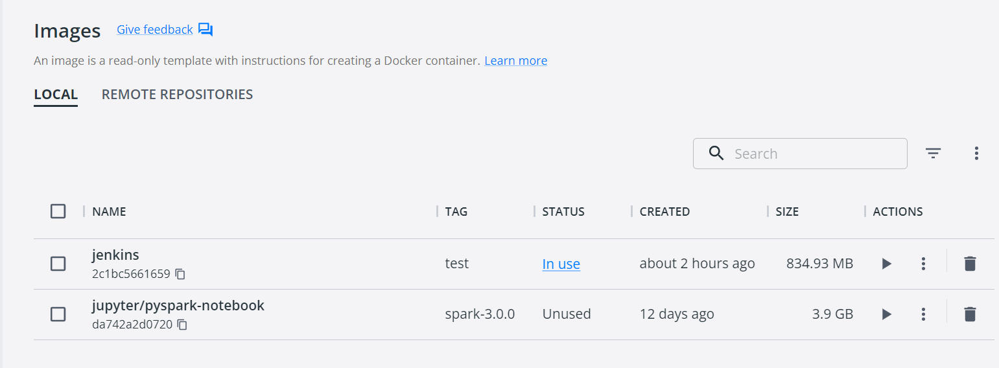 Images Give feedback
An image is a read-only template with instructions for creating a Docker container. Learn more
LOCAL REMOTE REPOSITORIES
Search
NAME TAG STATUS CREATED SIZE ACTIONS
jenkins
2c1bc5661659
test In use about 2 hours ago 834.93 MB
jupyter/pyspark-notebook
da742a2d0720
spark-3.0.0 Unused 12 days ago 3.9 GB